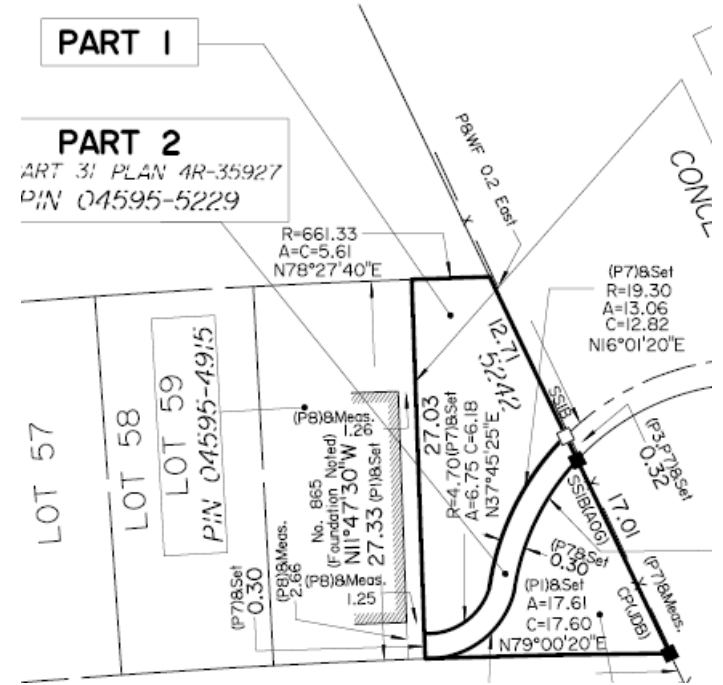 PART 1
PART 2
ART 31 PLAN 4R-35927
PIN 04595-5229
P&WF 0.2 East
CONCE
R=661.33
A=C=5.61
N78°27'40"E
(P7)&Set
R=19.30
A=13.06
C=12.82
N16°01'20"E
12.71
52.42
SSIB
(P3,P7)&Set
0.32
LOT 57
LOT 58
LOT 59
PIN 04595-4915
(P8)&Meas.
1.26
No. 865
(Foundation Noted)
N11°47'30"W
27.33 (P1)&Set
27.03
R=4.70(P7)&Set
A=6.75 C=6.18
N37°45'25"E
SSIB(AOG)
17.01
(P7)&Meas.
CP(JDB)
(P7)&Set
0.30
(P8)&Meas.
2.66
(P8)&Meas.
1.25
(P7)&Set
0.30
(P1)&Set
A=17.61
C=17.60
N79°00'20"E